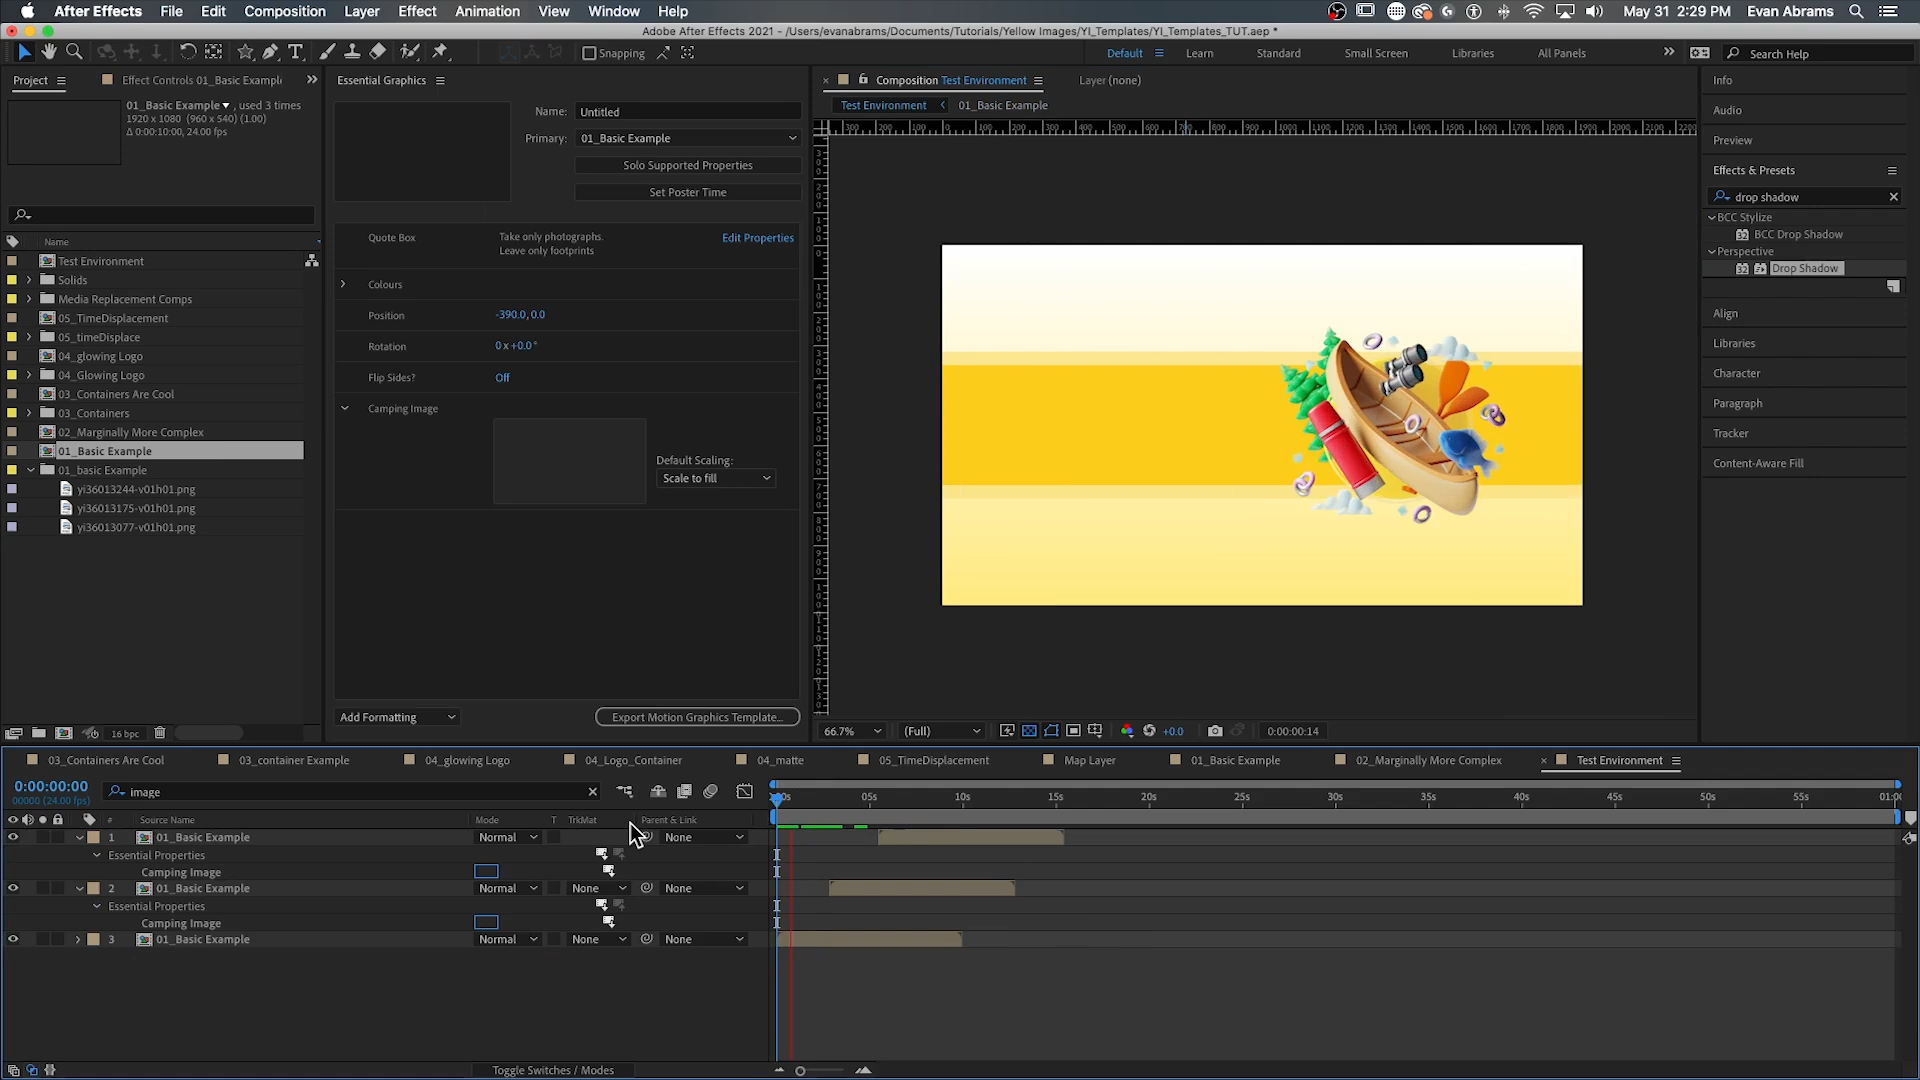 After Effects File Edit Composition Layer Effect Animation View Window Help May 31 2:29 PM Evan Abrams
Adobe After Effects 2021 - /Users/evanabrams/Documents/Tutorials/Yellow Images/YI_Templates/YI_Templates_TUT.aep *
Snapping Default Learn Standard Small Screen Libraries All Panels Search Help
Project Effect Controls 01_Basic Example
01_Basic Example , used 3 times
1920 x 1080 (960 x 540) (1.00)
Δ 0:00:10:00, 24.00 fps
Name
Test Environment
Solids
Media Replacement Comps
05_TimeDisplacement
05_timeDisplace
04_glowing Logo
04_Glowing Logo
03_Containers Are Cool
03_Containers
02_Marginally More Complex
01_Basic Example
01_basic Example
yi36013244-v01h01.png
yi36013175-v01h01.png
yi36013077-v01h01.png
16 bpc
Essential Graphics
Name: Untitled
Primary: 01_Basic Example
Solo Supported Properties
Set Poster Time
Quote Box Take only photographs. Edit Properties
Leave only footprints
Colours
Position -390.0, 0.0
Rotation 0 x +0.0 °
Flip Sides? Off
Camping Image
Default Scaling:
Scale to fill
Add Formatting Export Motion Graphics Template...
Composition Test Environment Layer (none)
Test Environment 01_Basic Example
66.7% (Full) +0.0 0:00:00:14
Info
Audio
Preview
Effects & Presets
drop shadow
BCC Stylize
32 BCC Drop Shadow
Perspective
32 Drop Shadow
Align
Libraries
Character
Paragraph
Tracker
Content-Aware Fill
03_Containers Are Cool 03_container Example 04_glowing Logo 04_Logo_Container 04_matte 05_TimeDisplacement Map Layer 01_Basic Example 02_Marginally More Complex Test Environment
0:00:00:00
00000 (24.00 fps)
image
05s 10s 15s 20s 25s 30s 35s 40s 45s 50s 55s
# Source Name Mode T TrkMat Parent & Link
1 01_Basic Example Normal None
Essential Properties
Camping Image
2 01_Basic Example Normal None None
Essential Properties
Camping Image
3 01_Basic Example Normal None None
Toggle Switches / Modes